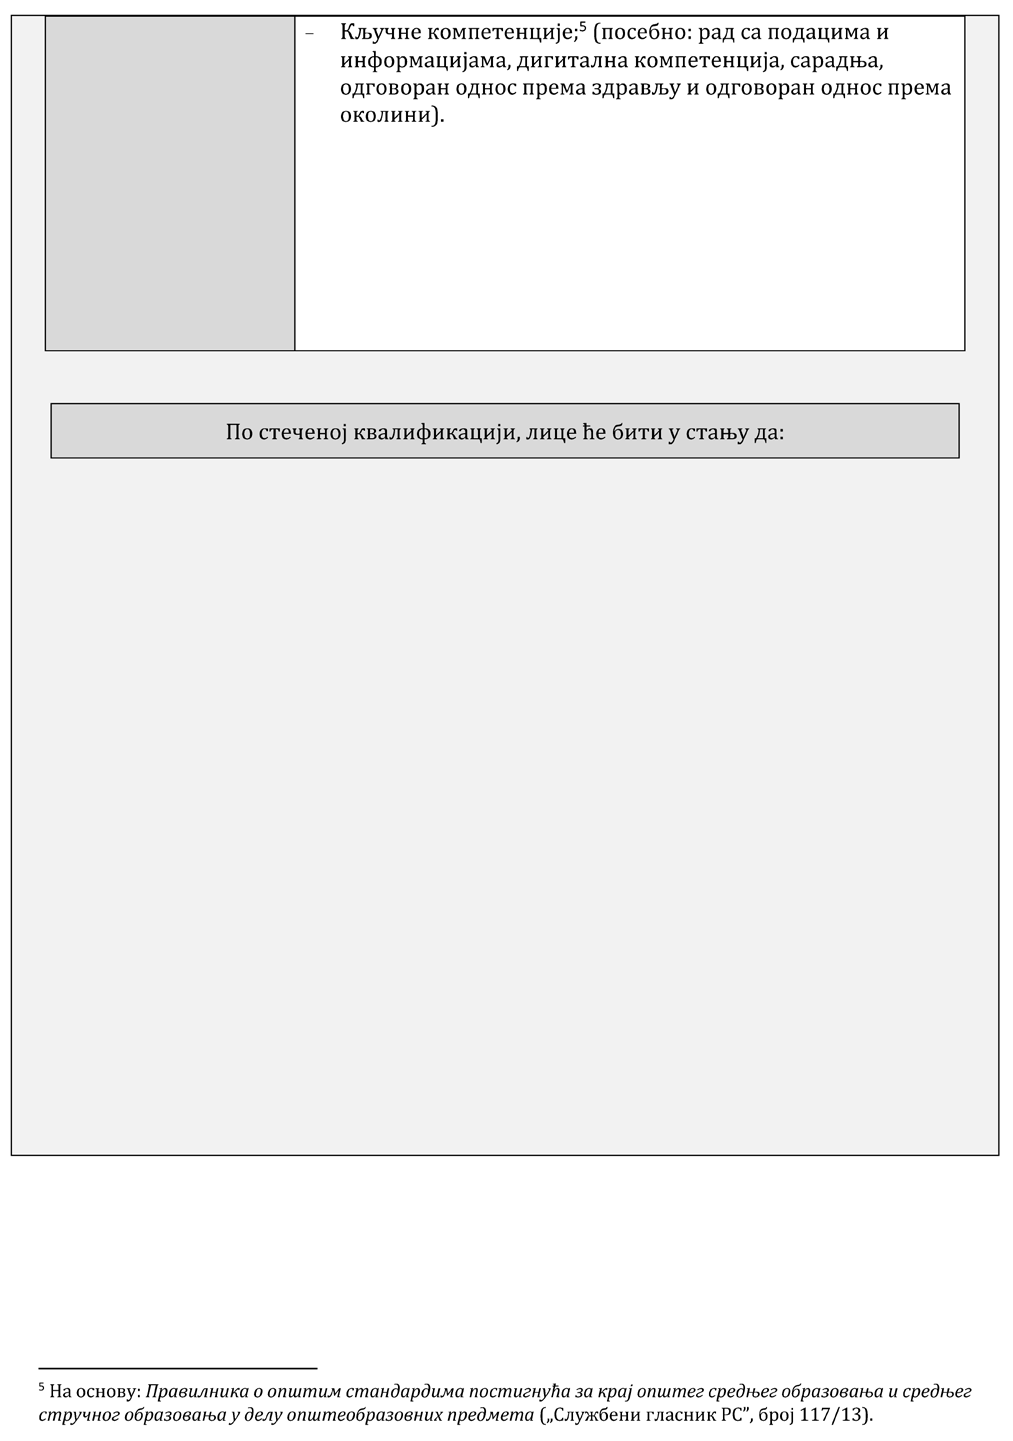 – Кључне компетенције;⁵ (посебно: рад са подацима и
информацијама, дигитална компетенција, сарадња,
одговоран однос према здрављу и одговоран однос према
околини).
По стеченој квалификацији, лице ће бити у стању да:
⁵ На основу: Правилника о општим стандардима постигнућа за крај општег средњег образовања и средњег
стручног образовања у делу општеобразовних предмета („Службени гласник РС”, број 117/13).